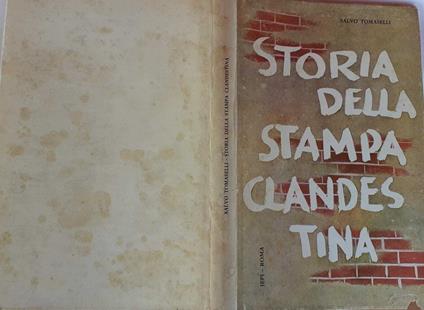 SALVO TOMASELLI - STORIA DELLA STAMPA CLANDESTINA
SALVO TOMASELLI
STORIA
DELLA
STAMPA
CLANDES
TINA
IEPI - ROMA